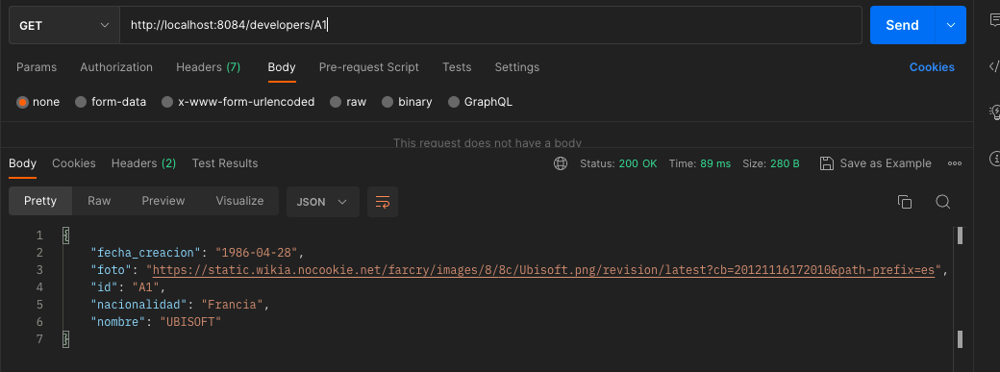 GET http://localhost:8084/developers/A1 Send
Params Authorization Headers (7) Body Pre-request Script Tests Settings Cookies
none form-data x-www-form-urlencoded raw binary GraphQL
This request does not have a body
Body Cookies Headers (2) Test Results Status: 200 OK Time: 89 ms Size: 280 B Save as Example
Pretty Raw Preview Visualize JSON
1 {
2 "fecha_creacion": "1986-04-28",
3 "foto": "https://static.wikia.nocookie.net/farcry/images/8/8c/Ubisoft.png/revision/latest?cb=20121116172010&path-prefix=es",
4 "id": "A1",
5 "nacionalidad": "Francia",
6 "nombre": "UBISOFT"
7 }